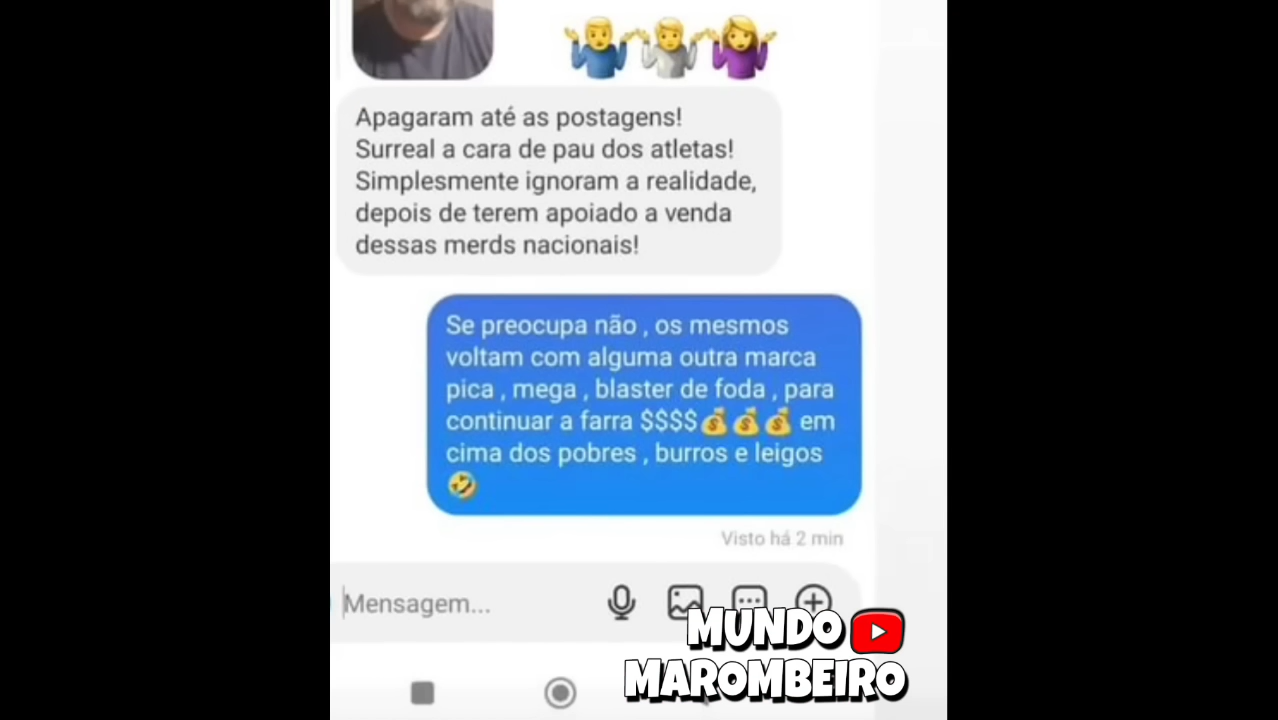 Apagaram até as postagens!
Surreal a cara de pau dos atletas!
Simplesmente ignoram a realidade,
depois de terem apoiado a venda
dessas merds nacionais!
Se preocupa não , os mesmos
voltam com alguma outra marca
pica , mega , blaster de foda , para
continuar a farra $$$$💰💰💰 em
cima dos pobres , burros e leigos
🤣
Visto há 2 min
Mensagem...
MUNDO
MAROMBEIRO